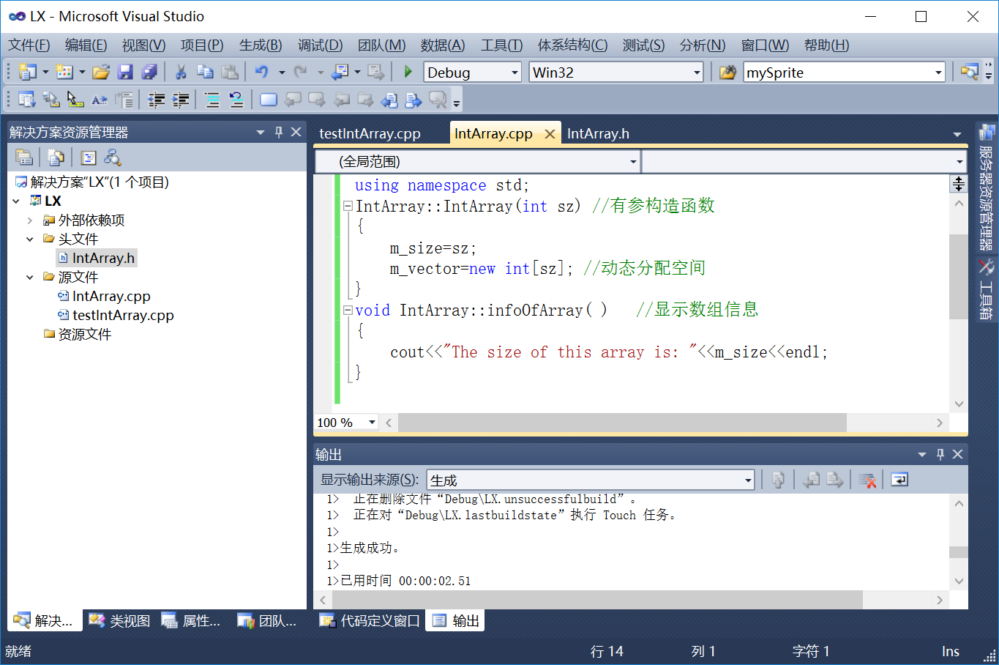 LX - Microsoft Visual Studio
文件(F) 编辑(E) 视图(V) 项目(P) 生成(B) 调试(D) 团队(M) 数据(A) 工具(T) 体系结构(C) 测试(S) 分析(N) 窗口(W) 帮助(H)
Debug Win32 mySprite
解决方案资源管理器
解决方案“LX”(1 个项目)
LX
外部依赖项
头文件
IntArray.h
源文件
IntArray.cpp
testIntArray.cpp
资源文件
testIntArray.cpp IntArray.cpp IntArray.h
(全局范围)
using namespace std;
IntArray::IntArray(int sz) //有参构造函数
{
m_size=sz;
m_vector=new int[sz]; //动态分配空间
}
void IntArray::infoOfArray( ) //显示数组信息
{
cout<<"The size of this array is: "<<m_size<<endl;
}
100 %
输出
显示输出来源(S): 生成
1> 正在删除文件“Debug\LX.unsuccessfulbuild”。
1> 正在对“Debug\LX.lastbuildstate”执行 Touch 任务。
1>
1>生成成功。
1>
1>已用时间 00:00:02.51
服务器资源管理器
工具箱
解决... 类视图 属性... 团队... 代码定义窗口 输出
就绪 行 14 列 1 字符 1 Ins